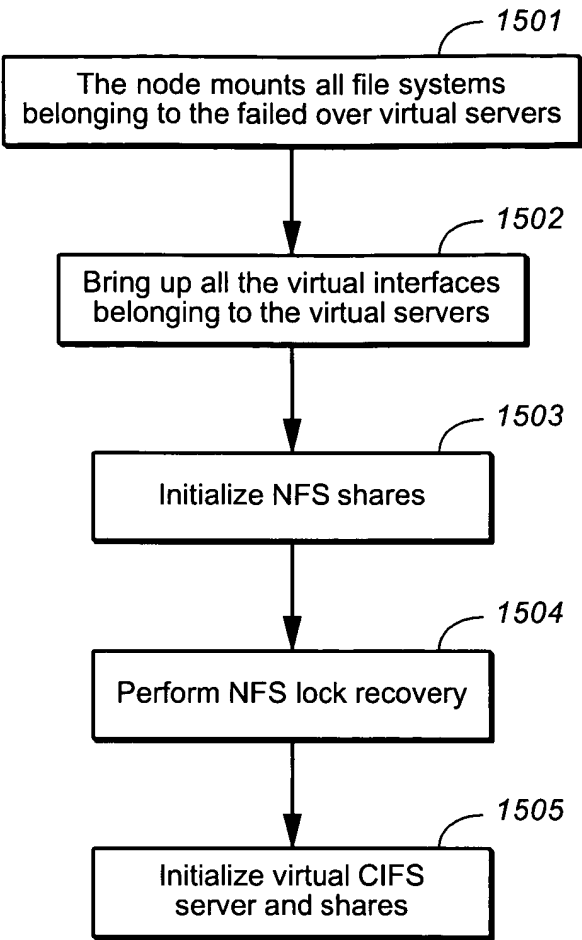 1501
The node mounts all file systems
belonging to the failed over virtual servers
1502
Bring up all the virtual interfaces
belonging to the virtual servers
1503
Initialize NFS shares
1504
Perform NFS lock recovery
1505
Initialize virtual CIFS
server and shares